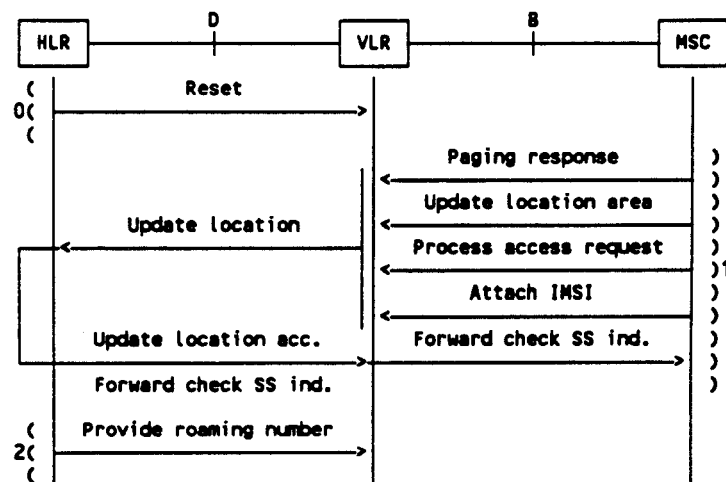 D B
HLR VLR MSC
( Reset
0(
(
Paging response )
)
Update location area )
Update location Process access request )
)1
Attach IMSI )
)
Update location acc. Forward check SS ind. )
)
Forward check SS ind. )
( Provide roaming number
2(
(